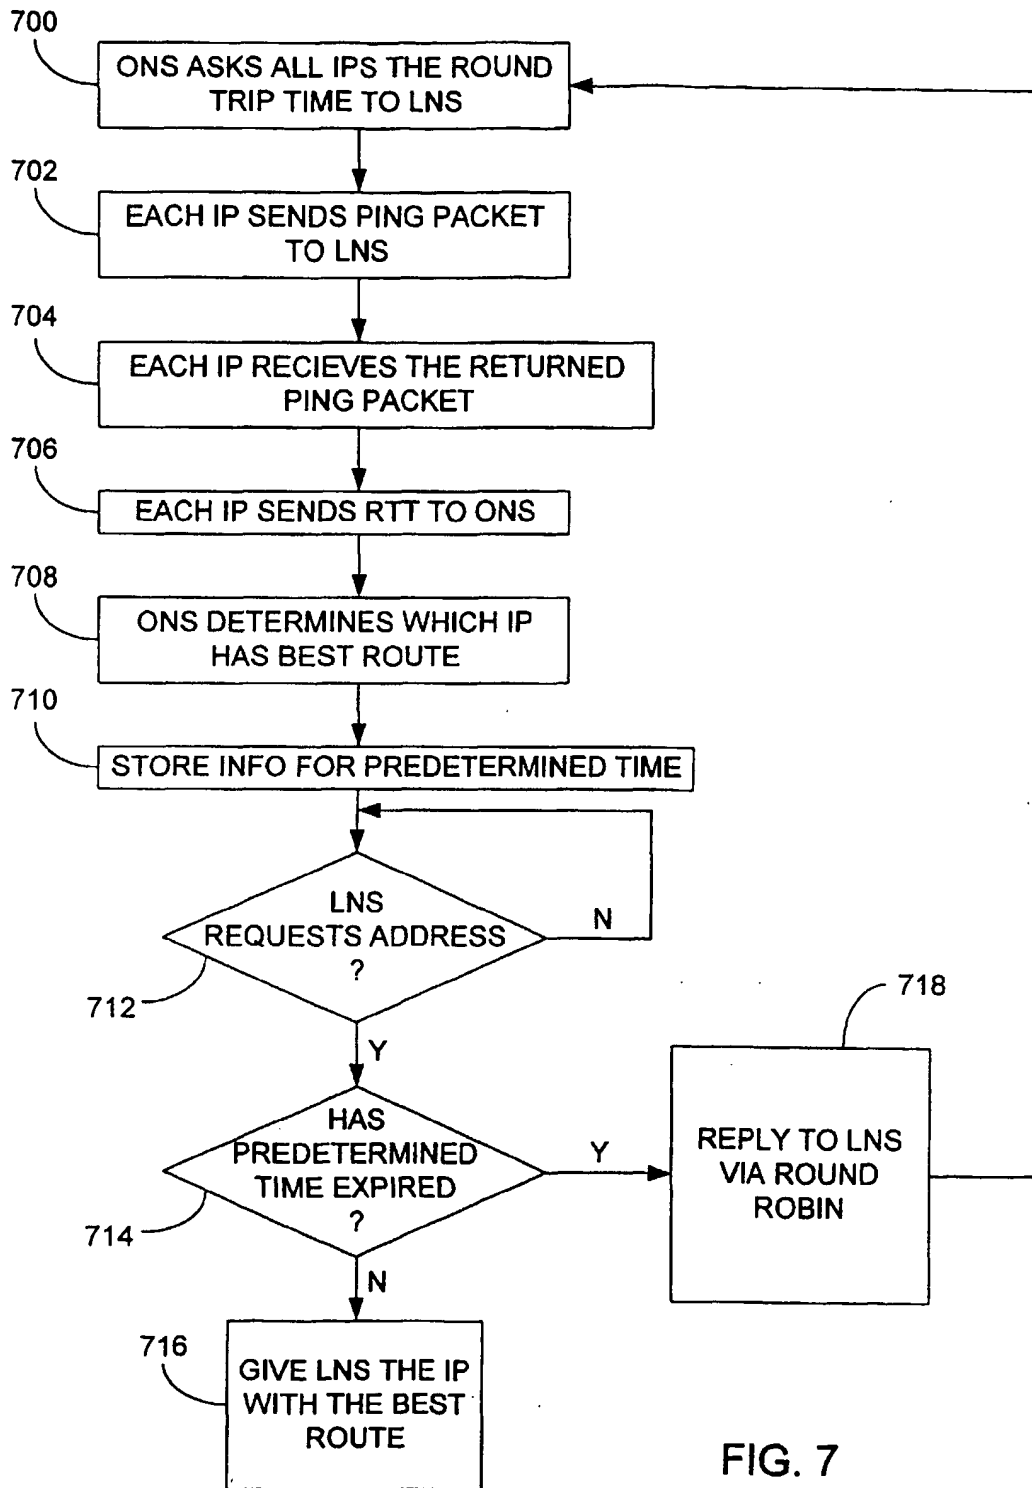 700
ONS ASKS ALL IPS THE ROUND
TRIP TIME TO LNS
702
EACH IP SENDS PING PACKET
TO LNS
704
EACH IP RECIEVES THE RETURNED
PING PACKET
706
EACH IP SENDS RTT TO ONS
708
ONS DETERMINES WHICH IP
HAS BEST ROUTE
710
STORE INFO FOR PREDETERMINED TIME
LNS
REQUESTS ADDRESS
?
N
712
Y
718
HAS
PREDETERMINED
TIME EXPIRED
?
Y
714
N
REPLY TO LNS
VIA ROUND
ROBIN
716
GIVE LNS THE IP
WITH THE BEST
ROUTE
FIG. 7